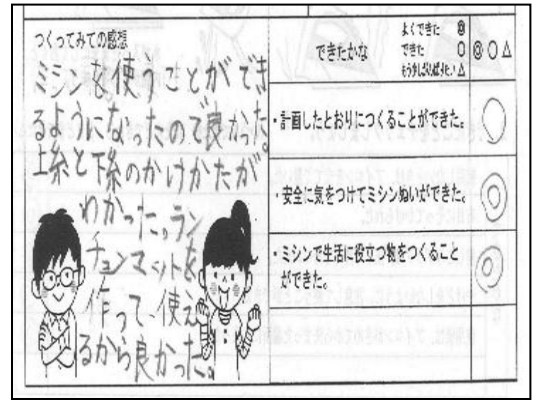 つくってみての感想
ミシンを使うことができ
るようになったので良かった。
上糸と下糸のかけかたが
わかった。ラン
チョンマットを
作って、使え
るから良かった。
できたかな
よくできた ◎
できた ○
もう少しがんばりたい △
◎○△
・計画したとおりにつくることができた。
○
・安全に気をつけてミシンぬいができた。
◎
・ミシンで生活に役立つ物をつくること
ができた。
◎